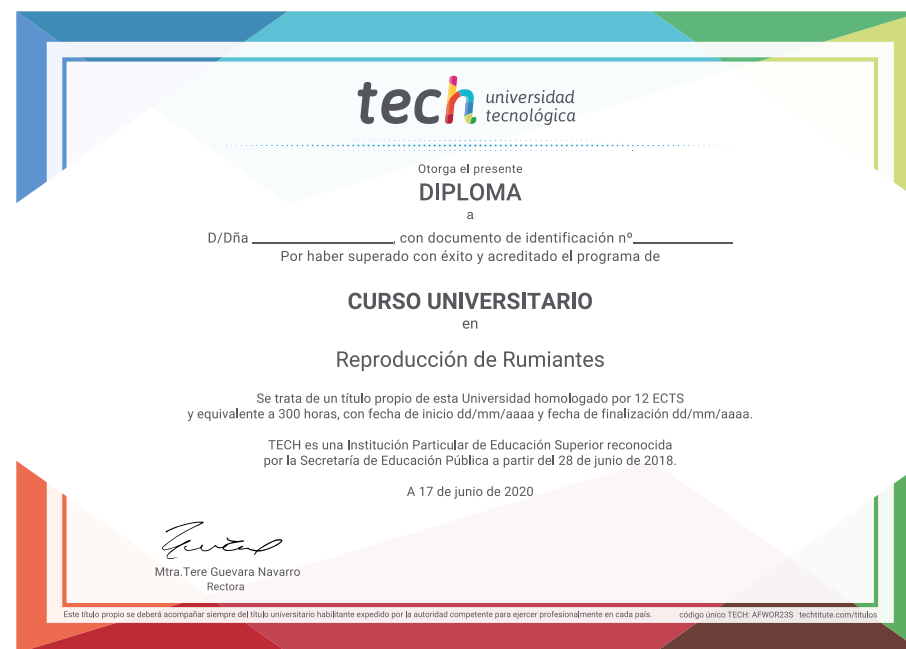 tech universidad
tecnológica
Otorga el presente
DIPLOMA
a
D/Dña ____________________, con documento de identificación nº______________
Por haber superado con éxito y acreditado el programa de
CURSO UNIVERSITARIO
en
Reproducción de Rumiantes
Se trata de un título propio de esta Universidad homologado por 12 ECTS
y equivalente a 300 horas, con fecha de inicio dd/mm/aaaa y fecha de finalización dd/mm/aaaa.
TECH es una Institución Particular de Educación Superior reconocida
por la Secretaría de Educación Pública a partir del 28 de junio de 2018.
A 17 de junio de 2020
Mtra.Tere Guevara Navarro
Rectora
Este título propio se deberá acompañar siempre del título universitario habilitante expedido por la autoridad competente para ejercer profesionalmente en cada país. código único TECH: AFWOR23S techtitute.com/titulos